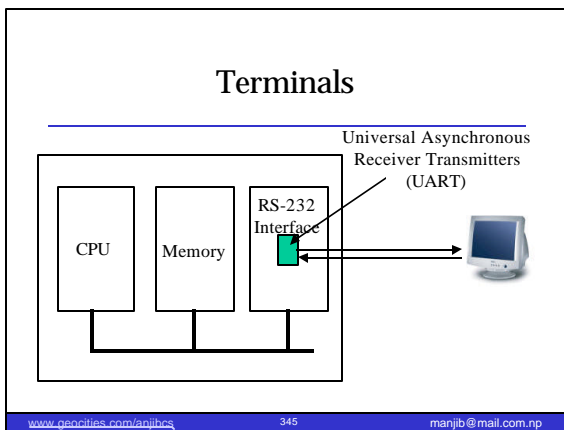 Terminals
Universal Asynchronous
Receiver Transmitters
(UART)
RS-232
Interface
CPU
Memory
www.geocities.com/anjibcs
345
manjib@mail.com.np